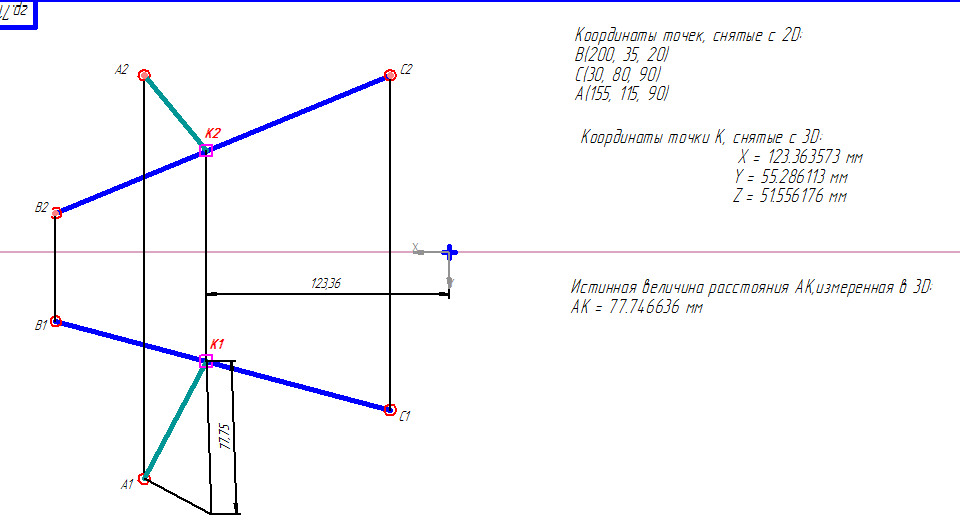 Координаты точек, снятые с 2D:
B(200, 35, 20)
C(30, 80, 90)
A(155, 115, 90)
Координаты точки К, снятые с 3D:
X = 123.363573 мм
Y = 55.286113 мм
Z = 51.556176 мм
A2
C2
K2
B2
X
Y
123,36
Истинная величина расстояния АК,измеренная в 3D:
АК = 77.746636 мм
B1
K1
C1
77,75
A1